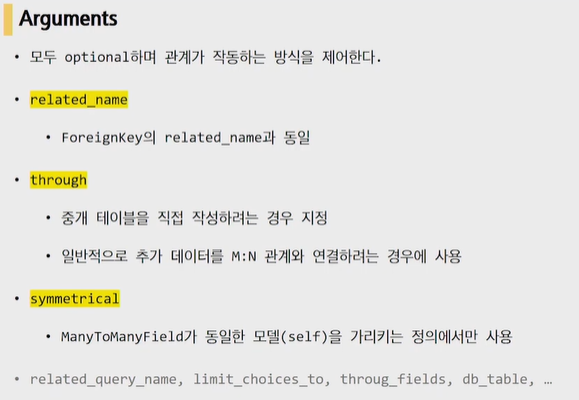 Arguments
• 모두 optional하며 관계가 작동하는 방식을 제어한다.
• related_name
• ForeignKey의 related_name과 동일
• through
• 중개 테이블을 직접 작성하려는 경우 지정
• 일반적으로 추가 데이터를 M:N 관계와 연결하려는 경우에 사용
• symmetrical
• ManyToManyField가 동일한 모델(self)을 가리키는 정의에서만 사용
• related_query_name, limit_choices_to, throug_fields, db_table, …